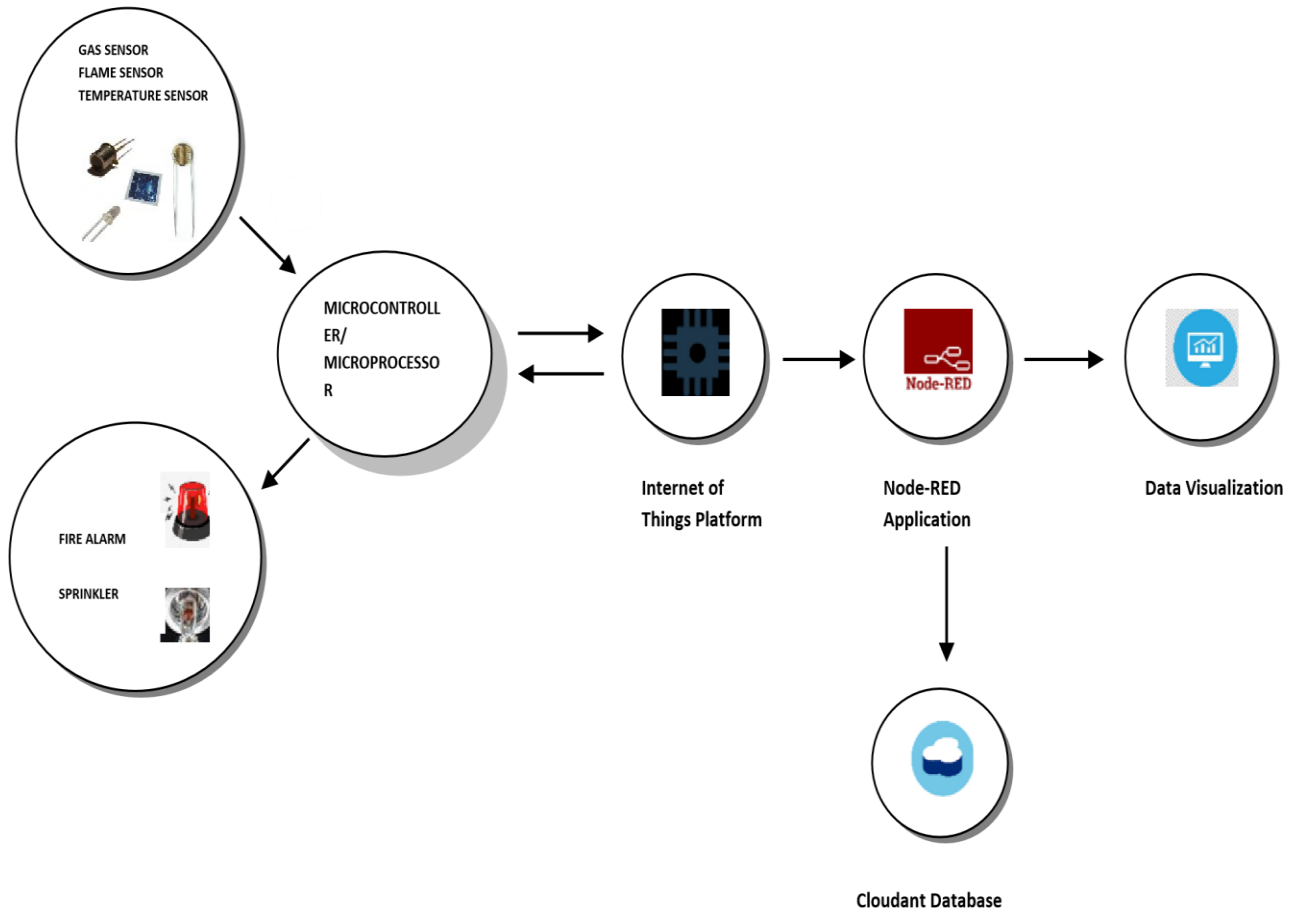 GAS SENSOR
FLAME SENSOR
TEMPERATURE SENSOR
MICROCONTROLL
ER/
MICROPROCESSO
R
FIRE ALARM
SPRINKLER
Node-RED
Internet of
Things Platform
Node-RED
Application
Data Visualization
Cloudant Database